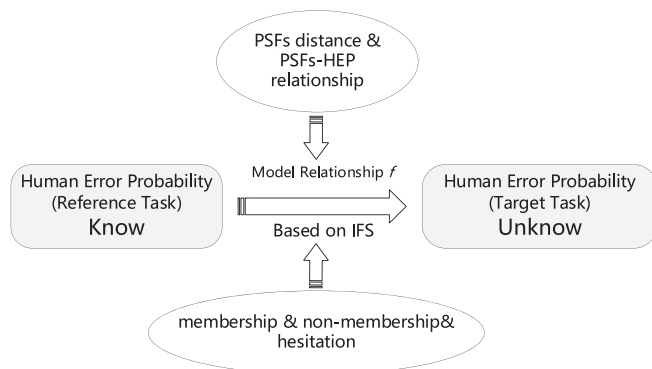 PSFs distance &
PSFs-HEP
relationship
Model Relationship f
Human Error Probability
(Reference Task)
Know
Human Error Probability
(Target Task)
Unknow
Based on IFS
membership & non-membership&
hesitation